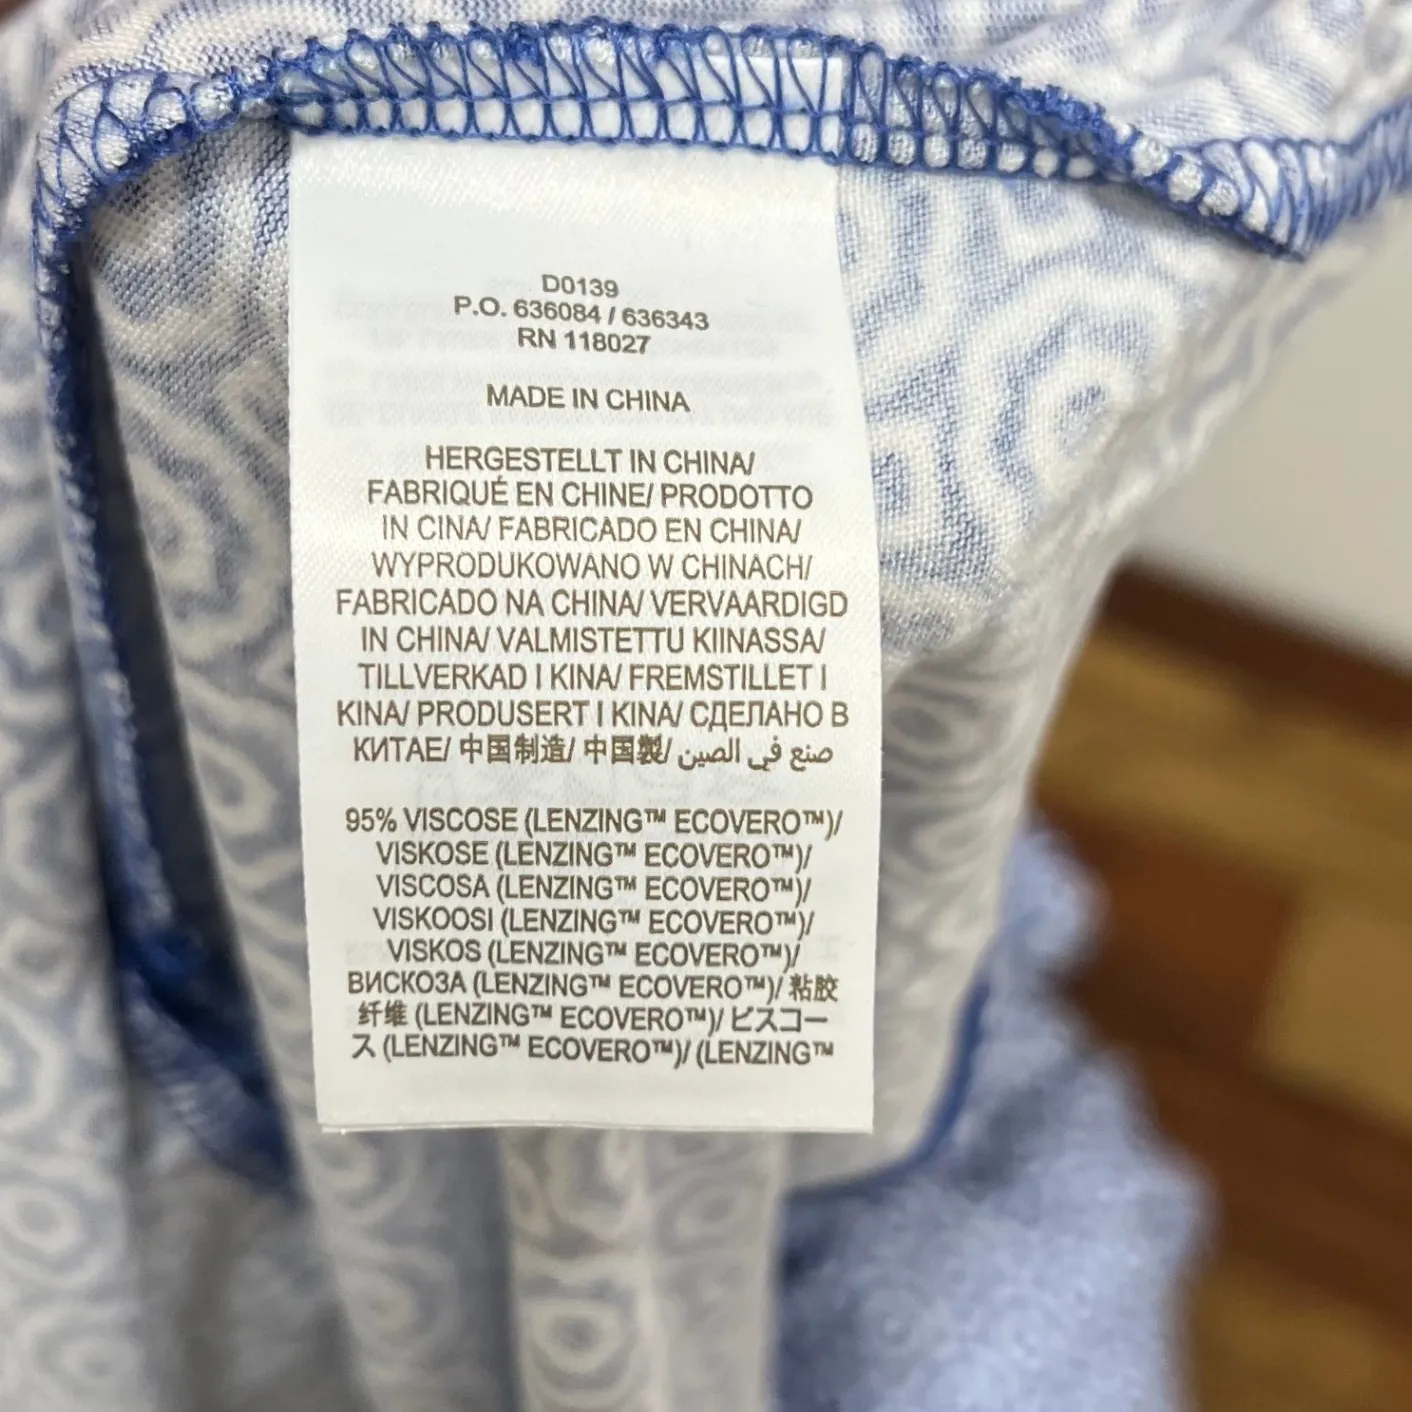 D0139
P.O. 636084 / 636343
RN 118027
MADE IN CHINA
HERGESTELLT IN CHINA/
FABRIQUÉ EN CHINE/ PRODOTTO
IN CINA/ FABRICADO EN CHINA/
WYPRODUKOWANO W CHINACH/
FABRICADO NA CHINA/ VERVAARDIGD
IN CHINA/ VALMISTETTU KIINASSA/
TILLVERKAD I KINA/ FREMSTILLET I
KINA/ PRODUSERT I KINA/ СДЕЛАНО В
КИТАЕ/ 中国制造/ 中国製/ صنع في الصين
95% VISCOSE (LENZING™ ECOVERO™)/
VISKOSE (LENZING™ ECOVERO™)/
VISCOSA (LENZING™ ECOVERO™)/
VISKOOSI (LENZING™ ECOVERO™)/
VISKOS (LENZING™ ECOVERO™)/
ВИСКОЗА (LENZING™ ECOVERO™)/ 粘胶
纤维 (LENZING™ ECOVERO™)/ ビスコー
ス (LENZING™ ECOVERO™)/ (LENZING™